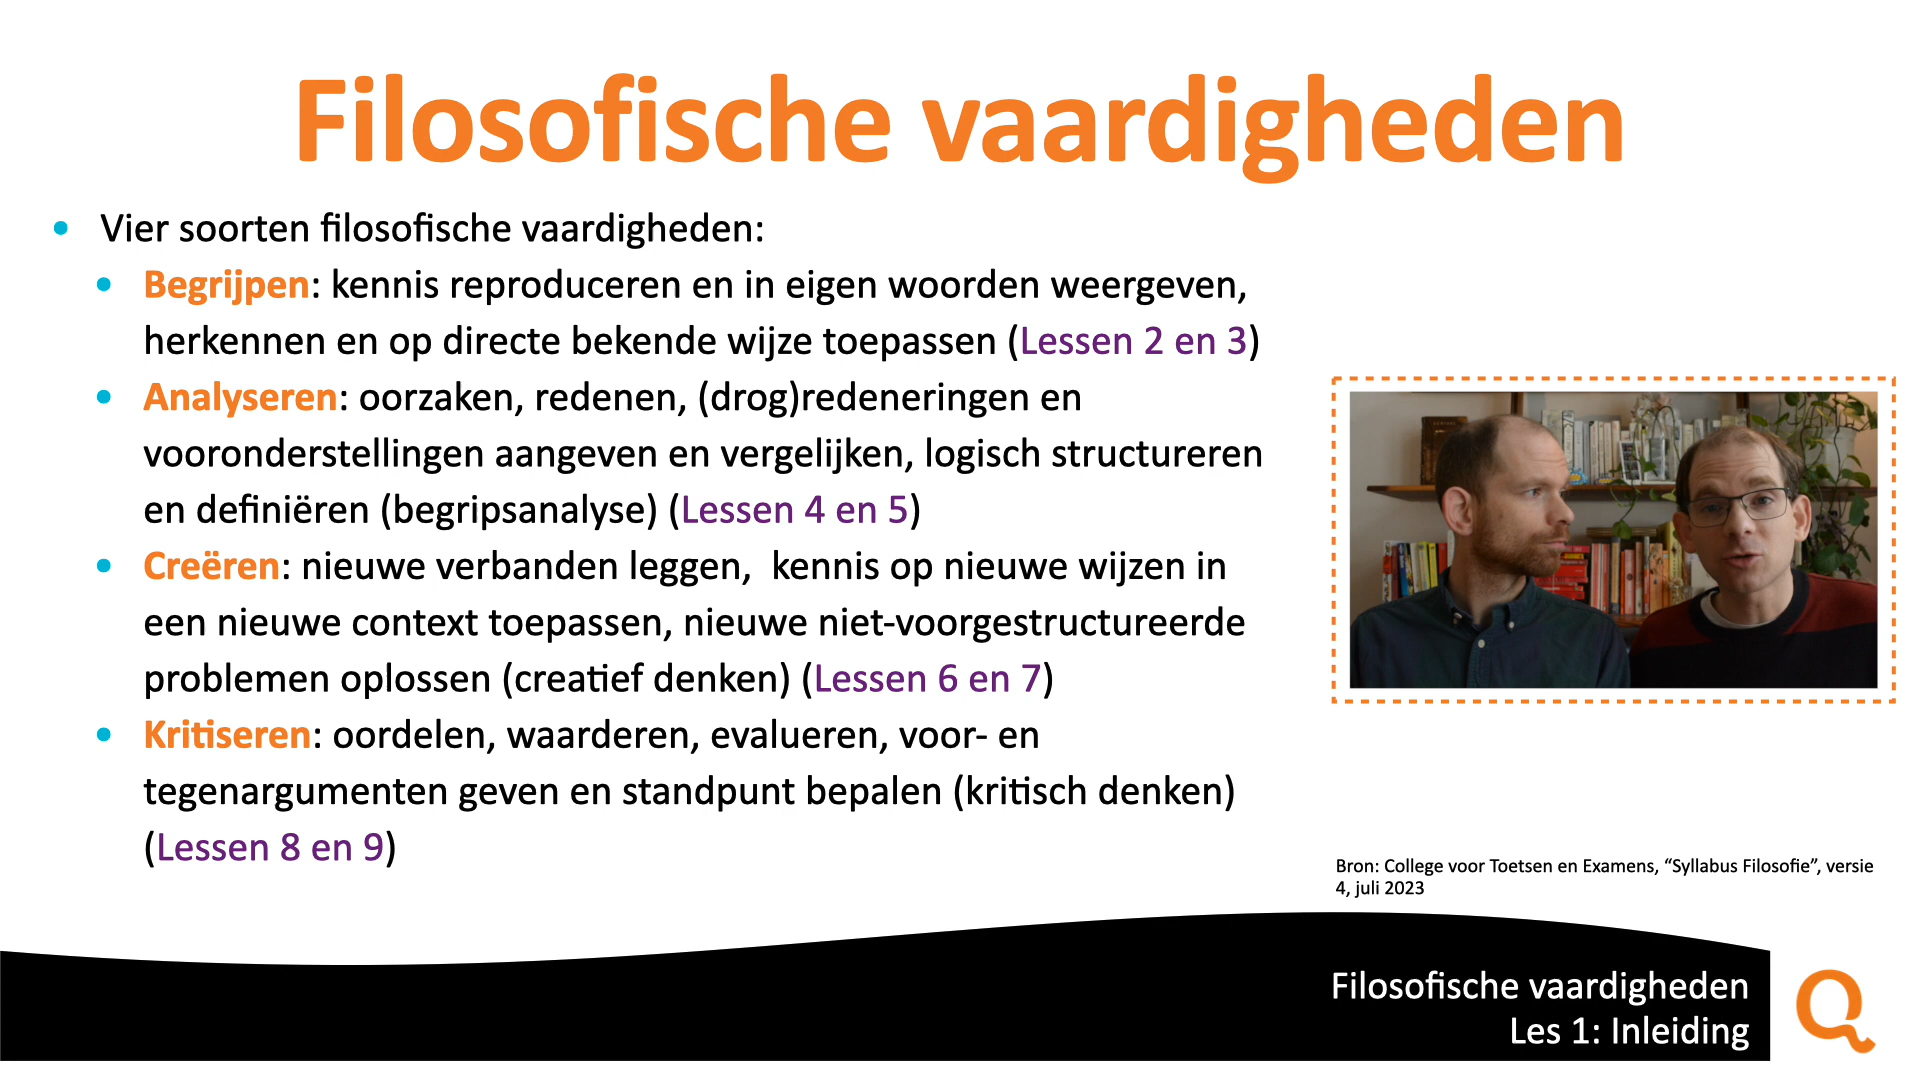 Filosofische vaardigheden
• Vier soorten filosofische vaardigheden:
• Begrijpen: kennis reproduceren en in eigen woorden weergeven,
herkennen en op directe bekende wijze toepassen (Lessen 2 en 3)
• Analyseren: oorzaken, redenen, (drog)redeneringen en
vooronderstellingen aangeven en vergelijken, logisch structureren
en definiëren (begripsanalyse) (Lessen 4 en 5)
• Creëren: nieuwe verbanden leggen,  kennis op nieuwe wijzen in
een nieuwe context toepassen, nieuwe niet-voorgestructureerde
problemen oplossen (creatief denken) (Lessen 6 en 7)
• Kritiseren: oordelen, waarderen, evalueren, voor- en
tegenargumenten geven en standpunt bepalen (kritisch denken)
(Lessen 8 en 9)
Bron: College voor Toetsen en Examens, “Syllabus Filosofie”, versie
4, juli 2023
Filosofische vaardigheden
Les 1: Inleiding
Q